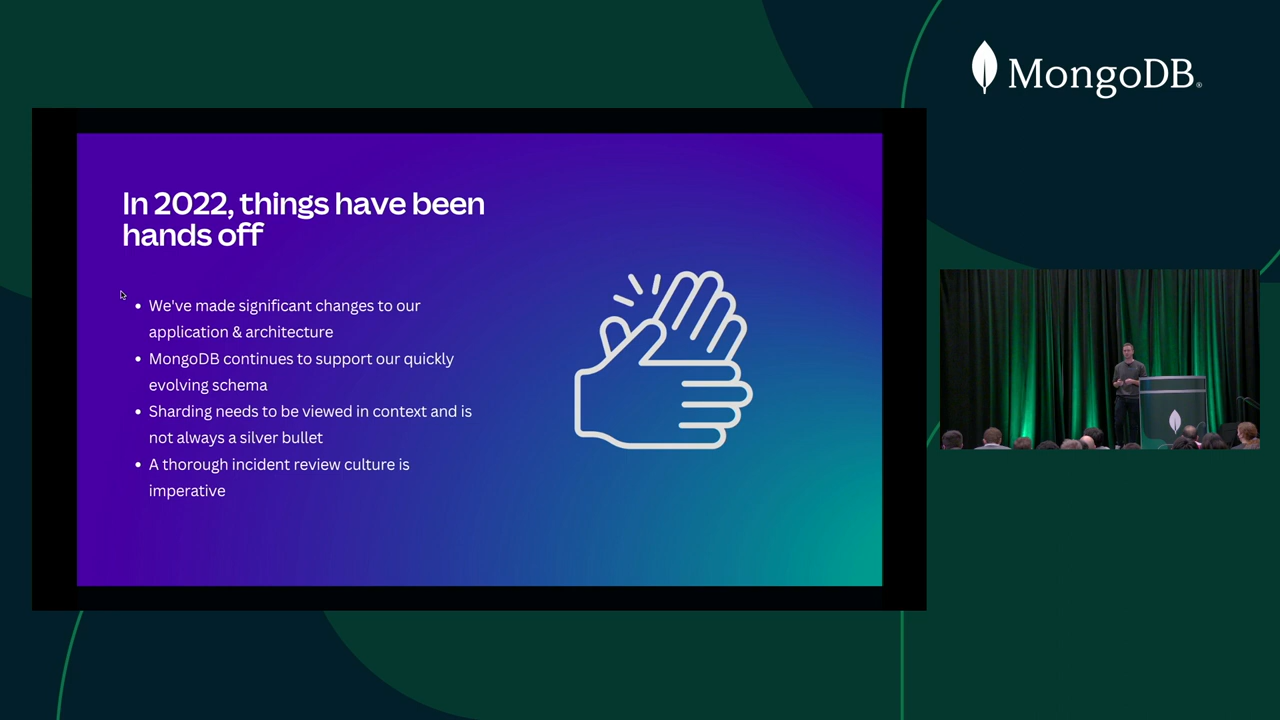 MongoDB®
In 2022, things have been
hands off
• We've made significant changes to our
application & architecture
• MongoDB continues to support our quickly
evolving schema
• Sharding needs to be viewed in context and is
not always a silver bullet
• A thorough incident review culture is
imperative